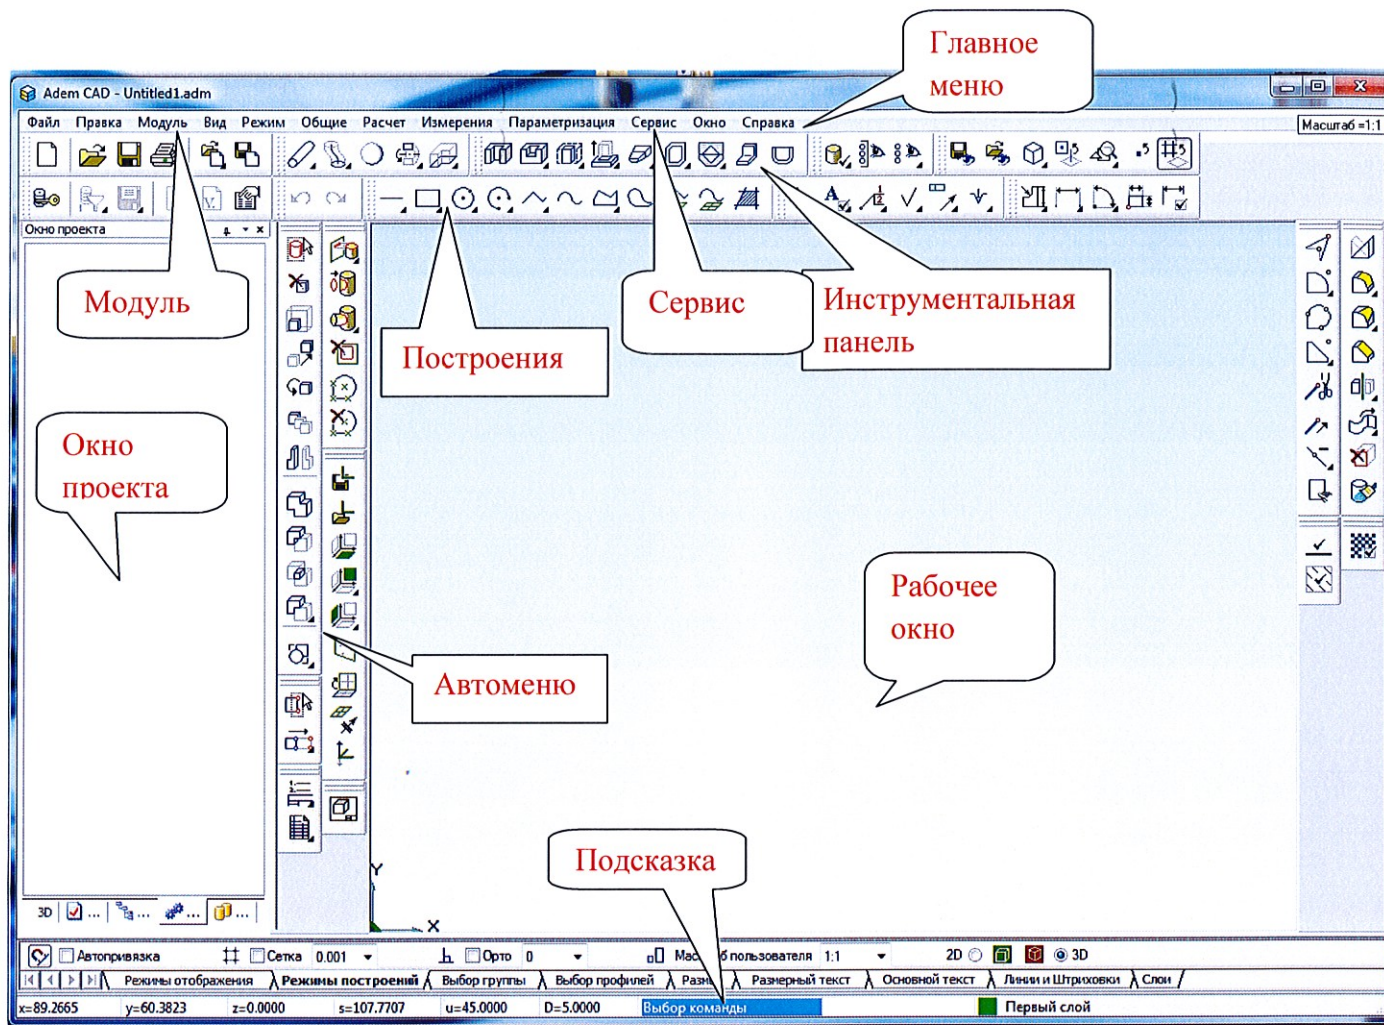 Главное
меню
Adem CAD - Untitled1.adm
Файл Правка Модуль Вид Режим Общие Расчет Измерения Параметризация Сервис Окно Справка
Масштаб =1:1
Окно проекта
Модуль
Сервис
Инструментальная
панель
Построения
Окно
проекта
Рабочее
окно
Автоменю
Подсказка
Y
X
3D ... ... ... ...
Автопривязка Сетка 0.001 Орто 0 пользователя 1:1 2D 3D
Режимы отображения Режимы построений Выбор группы Выбор профилей Размерный текст Основной текст Линии и Штриховки Слои
x=89.2665 y=60.3823 z=0.0000 s=107.7707 u=45.0000 D=5.0000 Выбор команды Первый слой